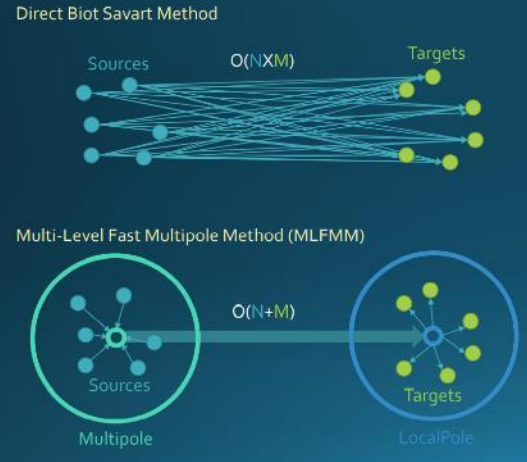 Direct Biot Savart Method
Sources
O(NXM)
Targets
Multi-Level Fast Multipole Method (MLFMM)
O(N+M)
Sources
Targets
Multipole
LocalPole